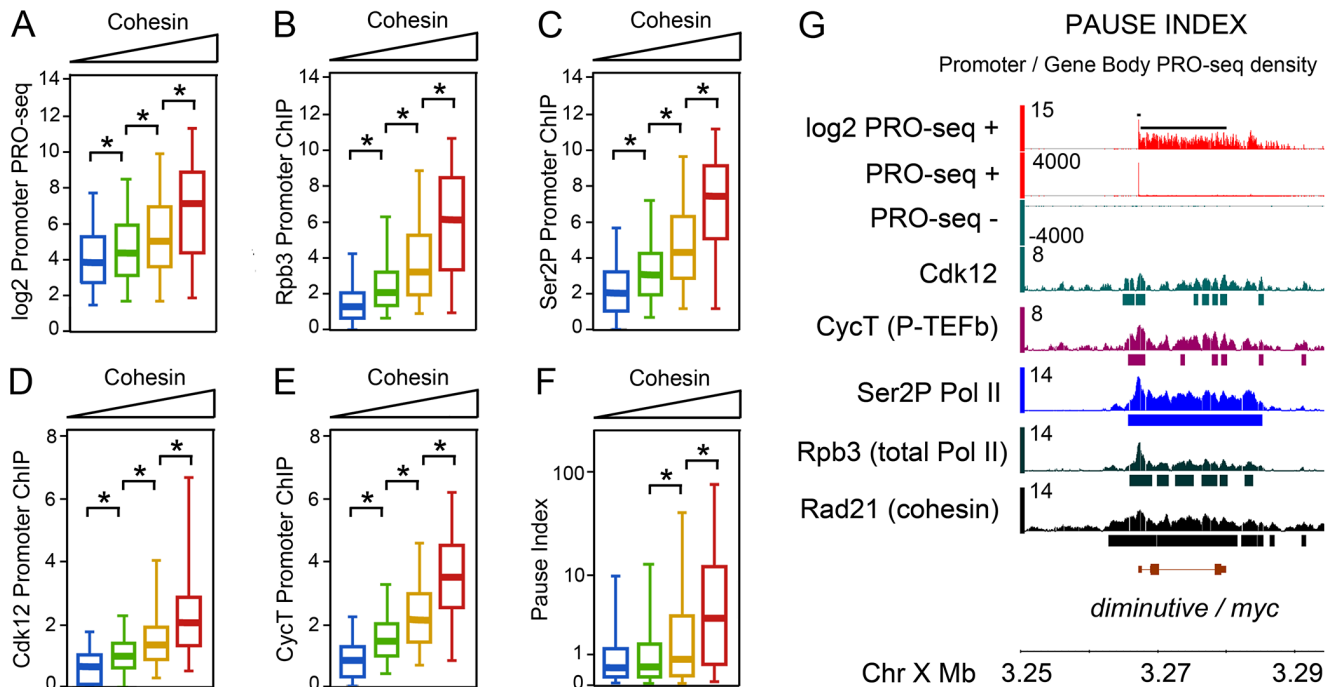 A
Cohesin
log2 Promoter PRO-seq
14
12
10
8
6
4
2
0
*
*
*
B
Cohesin
Rpb3 Promoter ChIP
14
12
10
8
6
4
2
0
*
*
*
C
Cohesin
Ser2P Promoter ChIP
14
12
10
8
6
4
2
0
*
*
*
D
Cohesin
Cdk12 Promoter ChIP
8
6
4
2
0
*
*
*
E
Cohesin
CycT Promoter ChIP
8
6
4
2
0
*
*
*
F
Cohesin
Pause Index
100
10
1
0
*
*
G
PAUSE INDEX
Promoter / Gene Body PRO-seq density
log2 PRO-seq +
15
PRO-seq +
4000
PRO-seq -
-4000
Cdk12
8
CycT (P-TEFb)
8
Ser2P Pol II
14
Rpb3 (total Pol II)
14
Rad21 (cohesin)
14
diminutive / myc
Chr X Mb
3.25
3.27
3.29